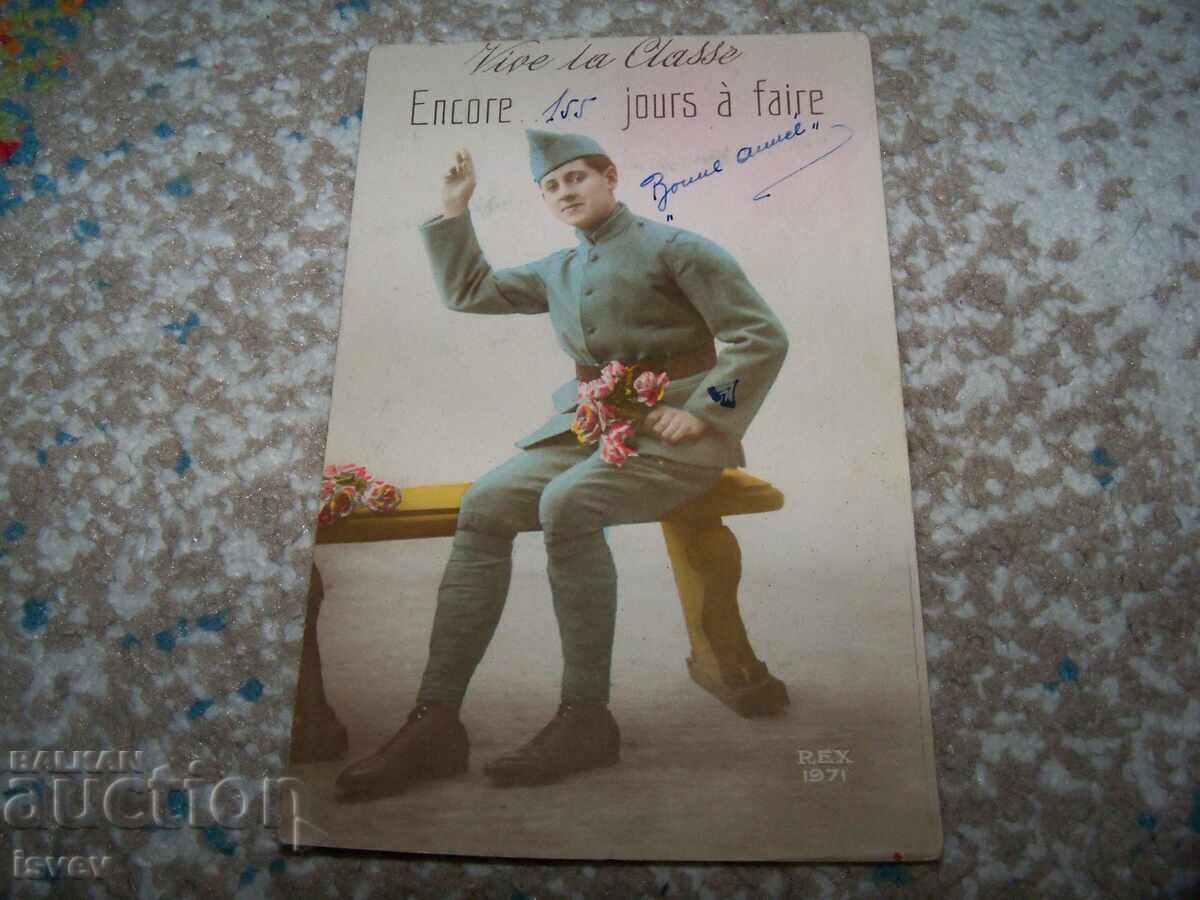 Vive la Classe
Encore 155 jours à faire
"Bonne année"
REX
1971
BALKAN
auction
isvev